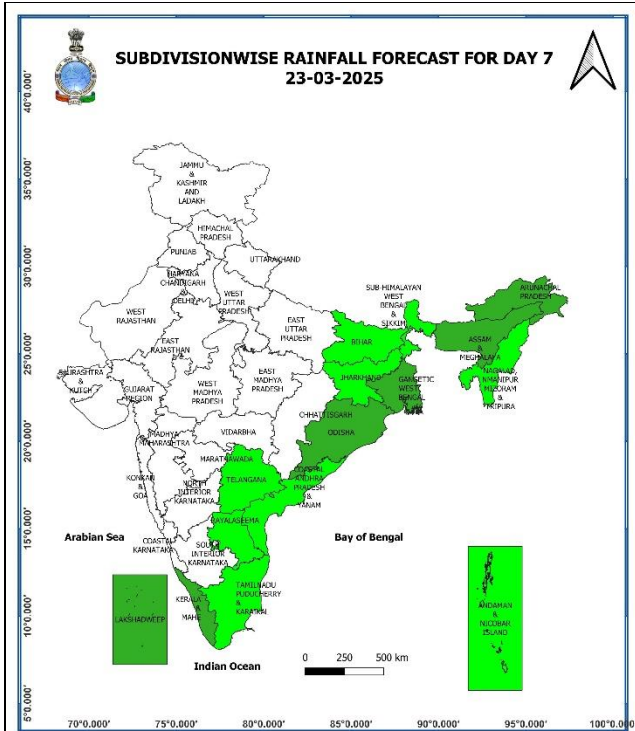 SUBDIVISIONWISE RAINFALL FORECAST FOR DAY 7
23-03-2025
40°0.000'
35°0.000'
30°0.000'
25°0.000'
20°0.000'
15°0.000'
10°0.000'
5°0.000'
JAMMU
&
KASHMIR
AND
LADAKH
HIMACHAL
PRADESH
PUNJAB
UTTARAKHAND
HARYANA
CHANDIGARH
&
DELHI
WEST
UTTAR
PRADESH
WEST
RAJASTHAN
EAST
RAJASTHAN
EAST
UTTAR
PRADESH
SUB-HIMALAYAN
WEST
BENGAL
&
SIKKIM
ARUNACHAL
PRADESH
ASSAM
&
MEGHALAYA
NAGALAD,
NMANIPUR
MIZORAM
&
TRIPURA
BIHAR
JHARKHAND
GANGETIC
WEST
BENGAL
SAURASHTRA
&
KUTCH
GUJARAT
REGION
WEST
MADHYA
PRADESH
EAST
MADHYA
PRADESH
CHHATTISGARH
ODISHA
MADHYA
MAHARASHTRA
VIDARBHA
MARATHAWADA
KONKAN
&
GOA
NORTH
INTERIOR
KARNATAKA
TELANGANA
COASTAL
ANDHRA
PRADESH
&
YANAM
RAYALASEEMA
COASTAL
KARNATAKA
SOUTH
INTERIOR
KARNATAKA
TAMILNADU
PUDUCHERRY
&
KARAIKAL
KERALA
&
MAHE
LAKSHADWEEP
ANDAMAN
&
NICOBAR
ISLAND
Arabian Sea
Bay of Bengal
Indian Ocean
0 250 500 km
70°0.000' 75°0.000' 80°0.000' 85°0.000' 90°0.000' 95°0.000' 100°0.000'